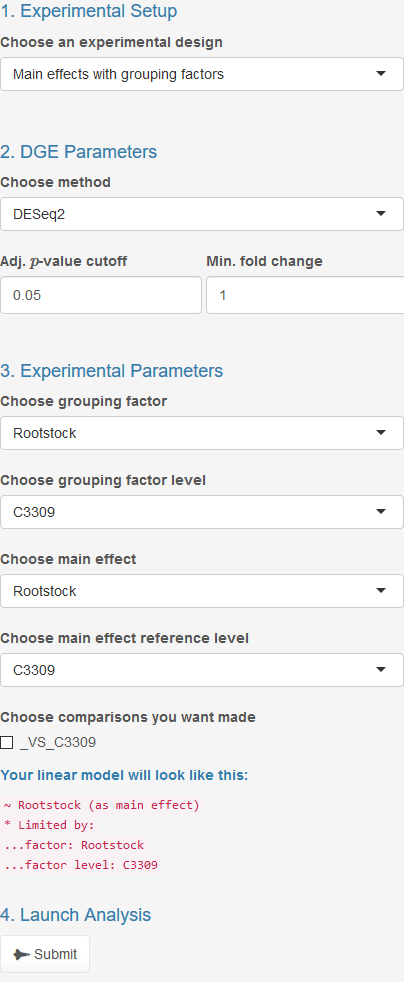 1. Experimental Setup
Choose an experimental design
Main effects with grouping factors
2. DGE Parameters
Choose method
DESeq2
Adj. p-value cutoff Min. fold change
0.05 1
3. Experimental Parameters
Choose grouping factor
Rootstock
Choose grouping factor level
C3309
Choose main effect
Rootstock
Choose main effect reference level
C3309
Choose comparisons you want made
_VS_C3309
Your linear model will look like this:
~ Rootstock (as main effect)
* Limited by:
...factor: Rootstock
...factor level: C3309
4. Launch Analysis
Submit